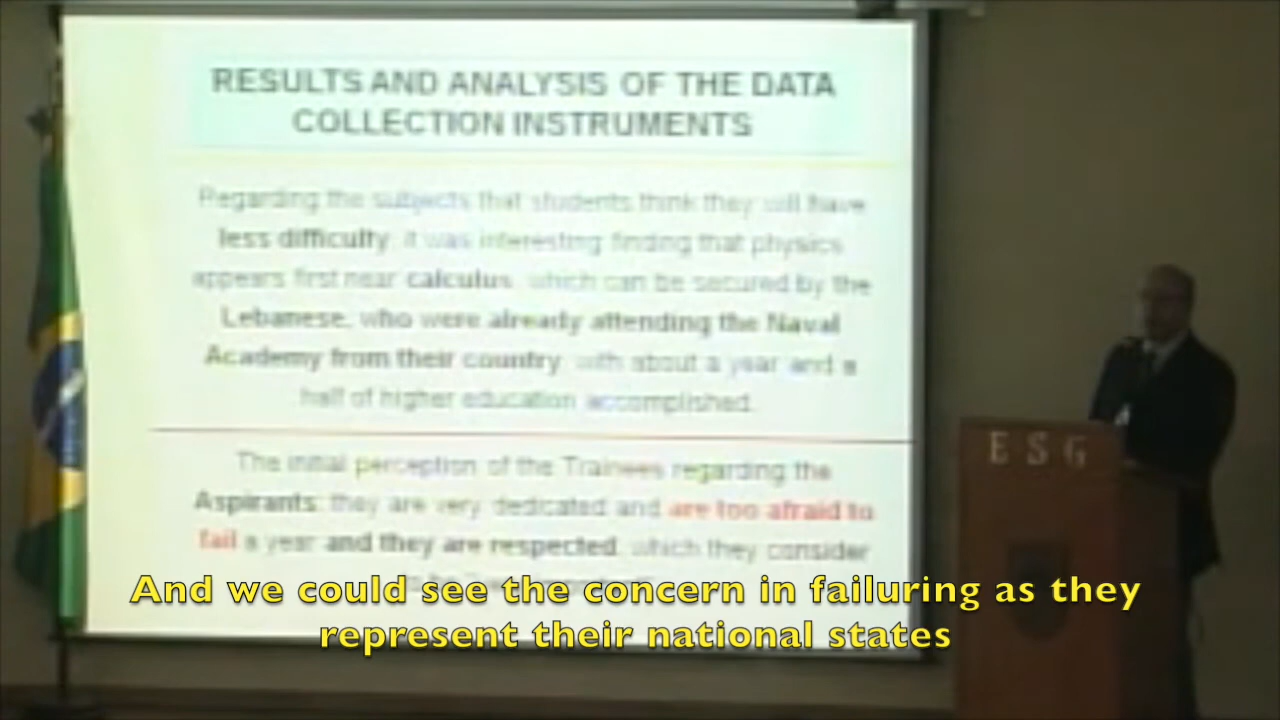 RESULTS AND ANALYSIS OF THE DATA
COLLECTION INSTRUMENTS
Regarding the subjects that students think they will have
less difficulty, it was interesting finding that physics
appears first near calculus, which can be secured by the
Lebanese, who were already attending the Naval
Academy from their country, with about a year and a
half of higher education accomplished.
The initial perception of the Trainees regarding the
Aspirants: they are very dedicated and are too afraid to
fail a year and they are respected, which they consider
E S G
And we could see the concern in failuring as they
represent their national states